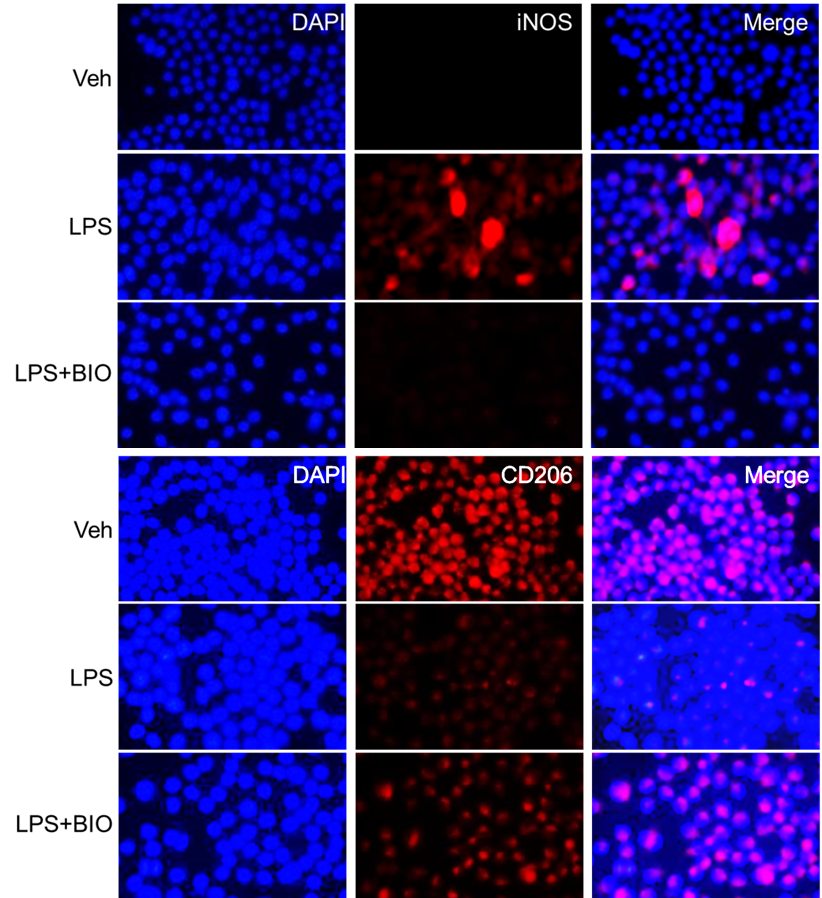 DAPI iNOS Merge
Veh
LPS
LPS+BIO
DAPI CD206 Merge
Veh
LPS
LPS+BIO